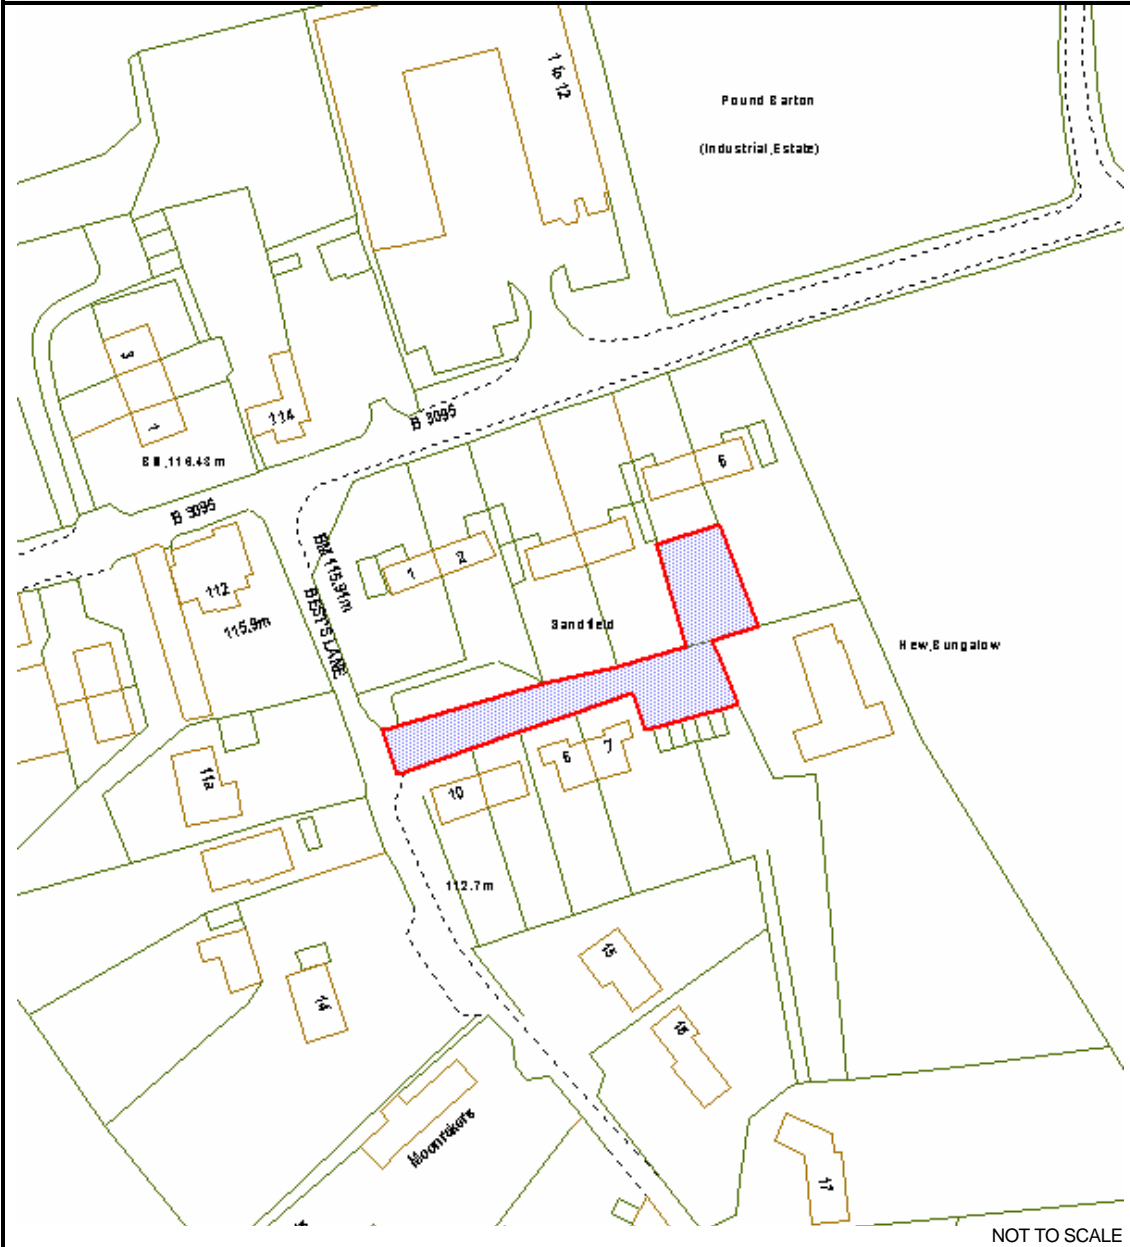 1 to 12
Pound Barton
(Industrial Estate)
3
1
114
B 3095
BM 116.48m
B 3095
BM 115.91m
6
1
2
112
115.9m
BEST'S LANE
Sandfield
New Bungalow
11a
6
7
10
112.7m
15
14
16
Moonrakers
17
NOT TO SCALE